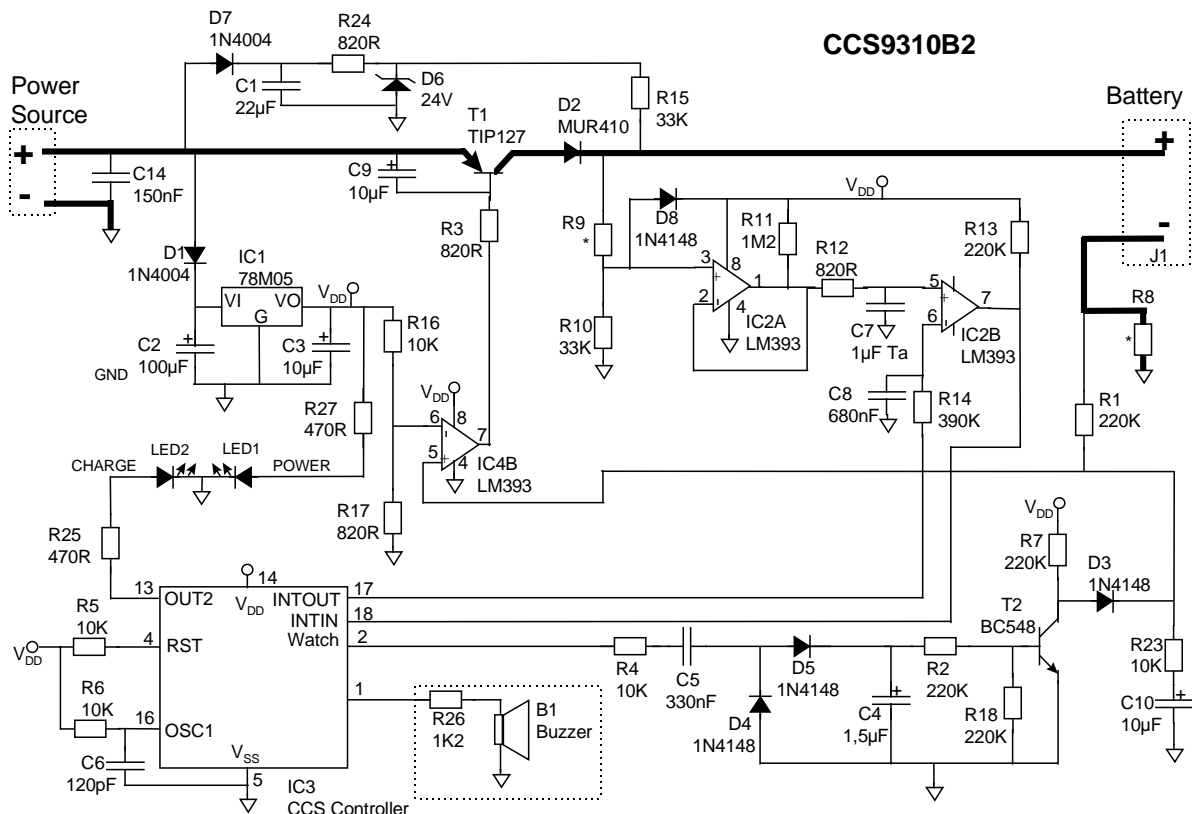 CCS9310B2
D7
1N4004
R24
820R
C1
22µF
D6
24V
R15
33K
Power
Source
+
-
C14
150nF
T1
TIP127
D2
MUR410
Battery
+
-
J1
C9
+
10µF
R3
820R
V_DD
D8
1N4148
R11
1M2
R9
*
R12
820R
R13
220K
3
+
8
1
2
-
4
IC2A
LM393
5
+
7
6
-
IC2B
LM393
C7
1µF Ta
R10
33K
R8
*
D1
1N4004
IC1
78M05
VI
VO
G
V_DD
C2
+
100µF
C3
+
10µF
GND
R16
10K
C8
680nF
R14
390K
R1
220K
R27
470R
V_DD
6
-
8
7
5
+
4
IC4B
LM393
LED2
LED1
CHARGE
POWER
R25
470R
R17
820R
V_DD
R7
220K
D3
1N4148
T2
BC548
13
14
17
OUT2
V_DD
INTOUT
18
INTIN
Watch
2
R5
10K
4
RST
V_DD
R6
10K
16
OSC1
1
V_SS
5
C6
120pF
IC3
CCS Controller
R26
1K2
B1
Buzzer
R4
10K
C5
330nF
D5
1N4148
D4
1N4148
C4
+
1,5µF
R2
220K
R18
220K
R23
10K
C10
+
10µF